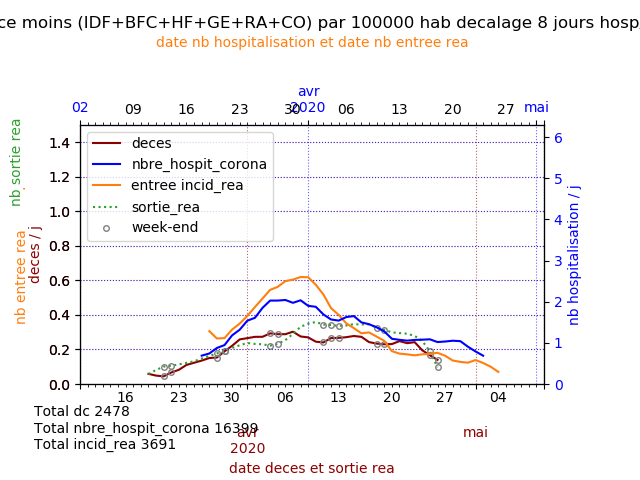 ce moins (IDF+BFC+HF+GE+RA+CO) par 100000 hab decalage 8 jours hosp
date nb hospitalisation et date nb entree rea
avr
02 09 16 23 30 2020 06 13 20 27 mai
nb sortie rea
nb entree rea
deces / j
1.4
1.2
1.0
0.8
0.6
0.4
0.2
0.0
deces
nbre_hospit_corona
entree incid_rea
sortie_rea
week-end
6
5
4
3
2
1
0
nb hospitalisation / j
16 23 30 06 13 20 27 04
avr
2020
mai
Total dc 2478
Total nbre_hospit_corona 16399
Total incid_rea 3691
date deces et sortie rea